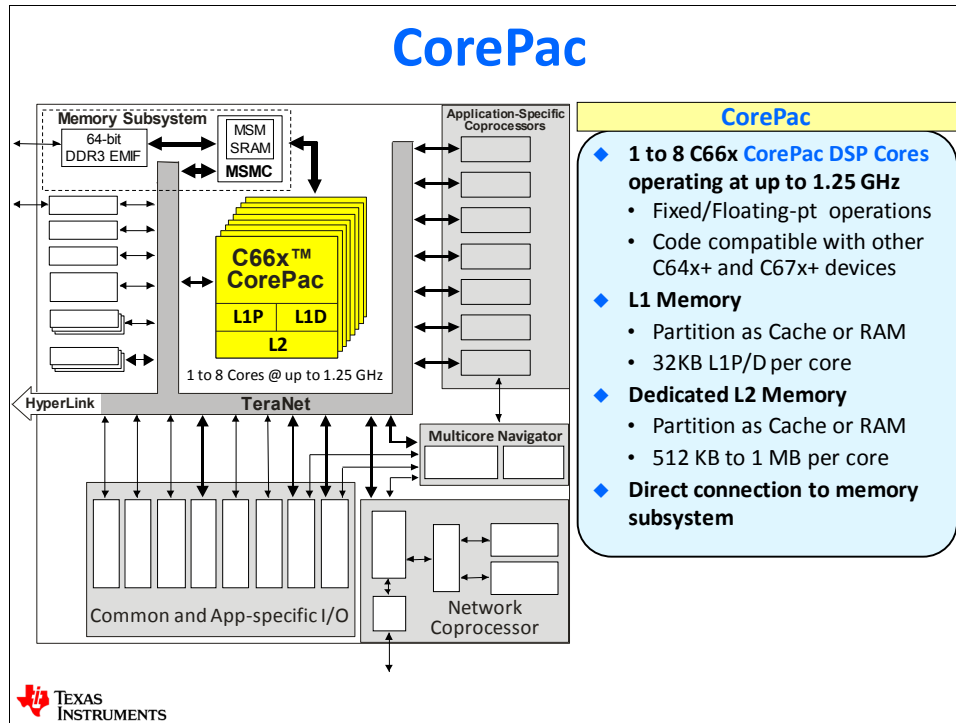 CorePac
Memory Subsystem
64-bit
DDR3 EMIF
MSM
SRAM
MSMC
Application-Specific
Coprocessors
C66x™
CorePac
L1P
L1D
L2
1 to 8 Cores @ up to 1.25 GHz
HyperLink
TeraNet
Multicore Navigator
Common and App-specific I/O
Network
Coprocessor
CorePac
1 to 8 C66x CorePac DSP Cores
operating at up to 1.25 GHz
• Fixed/Floating-pt operations
• Code compatible with other
C64x+ and C67x+ devices
L1 Memory
• Partition as Cache or RAM
• 32KB L1P/D per core
Dedicated L2 Memory
• Partition as Cache or RAM
• 512 KB to 1 MB per core
Direct connection to memory
subsystem
TEXAS
INSTRUMENTS